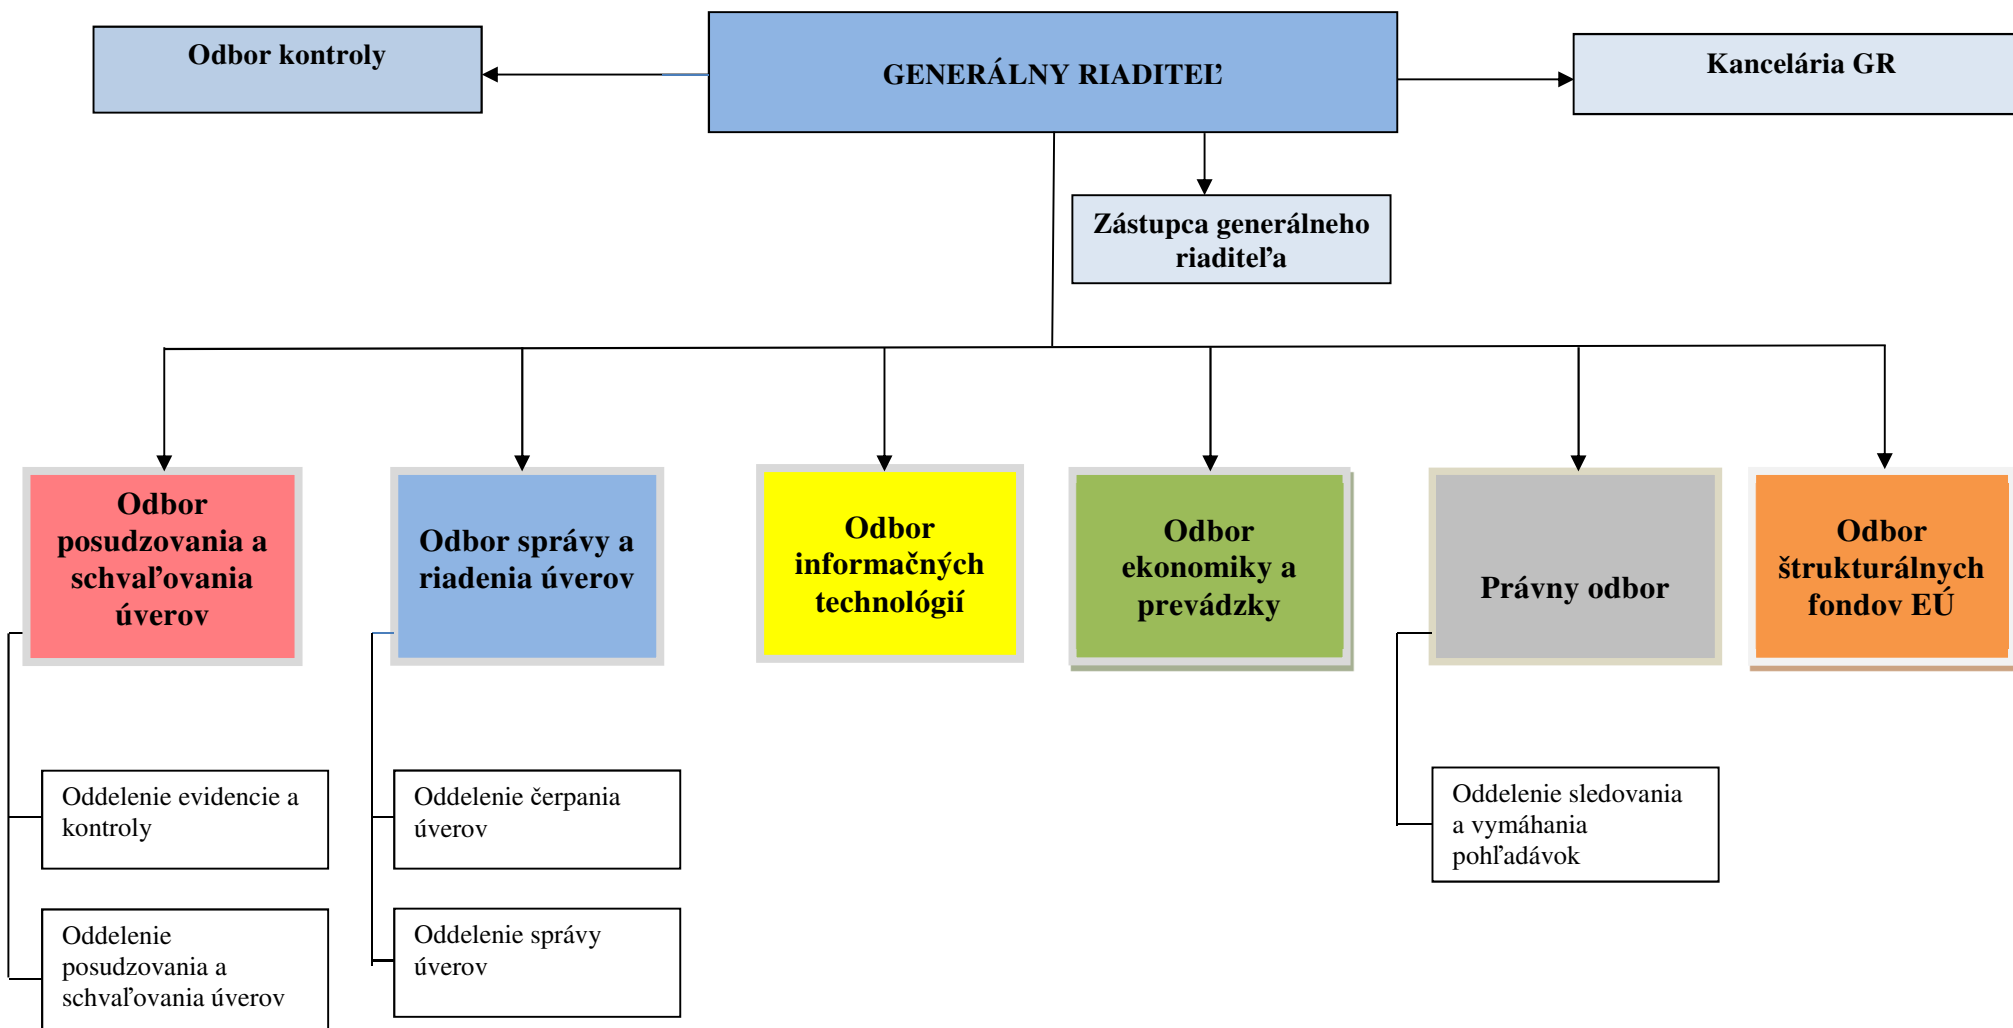 Odbor kontroly
GENERÁLNY RIADITEĽ
Kancelária GR
Zástupca generálneho
riaditeľa
Odbor
posudzovania a
schvaľovania
úverov
Odbor správy a
riadenia úverov
Odbor
informačných
technológií
Odbor
ekonomiky a
prevádzky
Právny odbor
Odbor
štrukturálnych
fondov EÚ
Oddelenie evidencie a
kontroly
Oddelenie čerpania
úverov
Oddelenie sledovania
a vymáhania
pohľadávok
Oddelenie
posudzovania a
schvaľovania úverov
Oddelenie správy
úverov